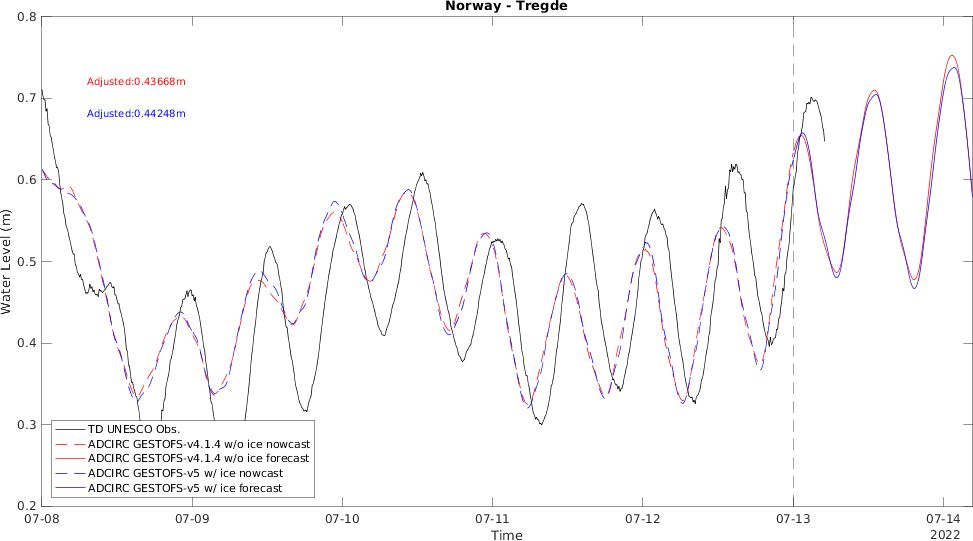 Norway - Tregde
0.8
0.7
0.6
0.5
0.4
0.3
0.2
Water Level (m)
Adjusted:0.43668m
Adjusted:0.44248m
TD UNESCO Obs.
ADCIRC GESTOFS-v4.1.4 w/o ice nowcast
ADCIRC GESTOFS-v4.1.4 w/o ice forecast
ADCIRC GESTOFS-v5 w/ ice nowcast
ADCIRC GESTOFS-v5 w/ ice forecast
07-08 07-09 07-10 07-11 07-12 07-13 07-14
Time
2022